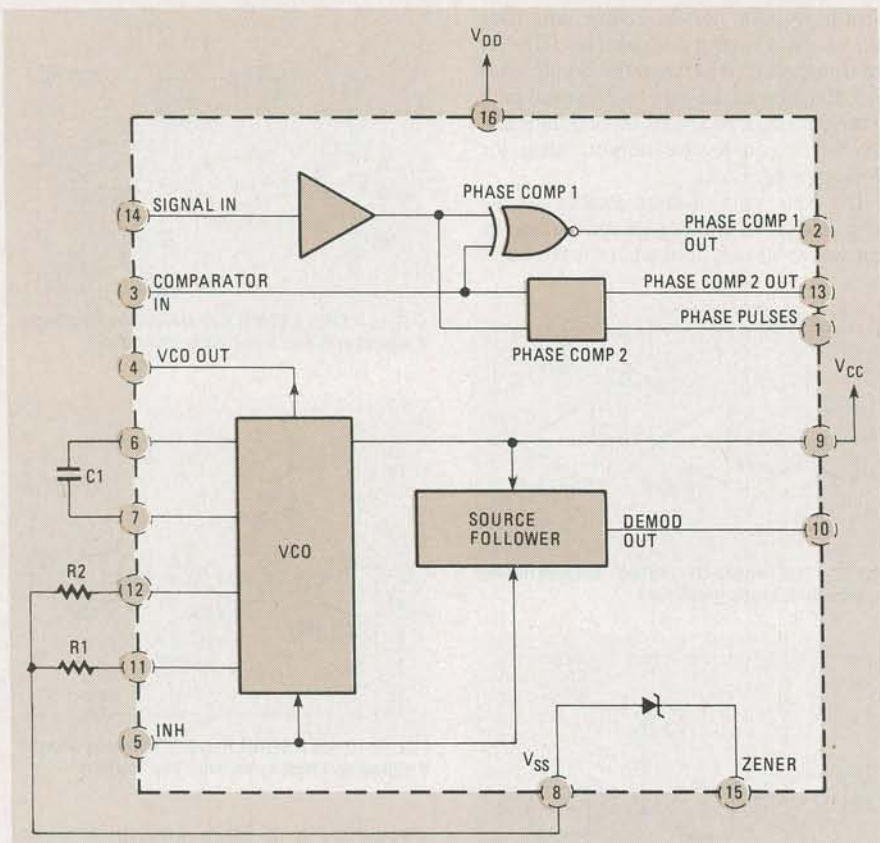 VDD
16
14 SIGNAL IN
PHASE COMP 1
PHASE COMP 1 OUT 2
3 COMPARATOR IN
PHASE COMP 2 OUT 13
PHASE PULSES 1
PHASE COMP 2
4 VCO OUT
VCC
6
9
C1
7
VCO
SOURCE
FOLLOWER
DEMOD
OUT
10
R2
12
R1
11
5 INH
VSS
8
ZENER
15